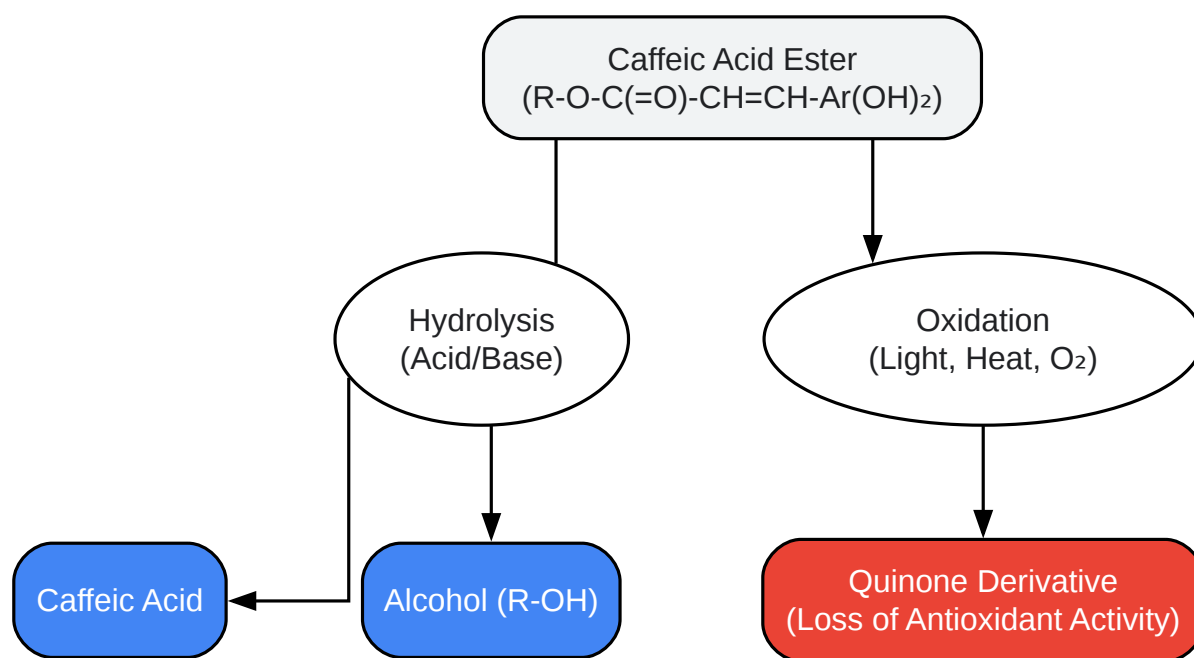 Caffeic Acid Ester
(R-O-C(=O)-CH=CH-Ar(OH)₂)
Hydrolysis
(Acid/Base)
Oxidation
(Light, Heat, O₂)
Caffeic Acid
Alcohol (R-OH)
Quinone Derivative
(Loss of Antioxidant Activity)